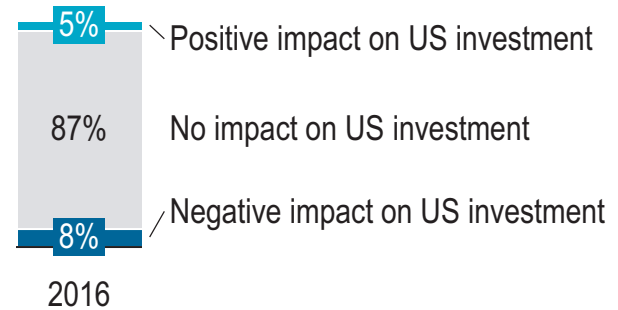 5%
Positive impact on US investment
87%
No impact on US investment
Negative impact on US investment
8%
2016